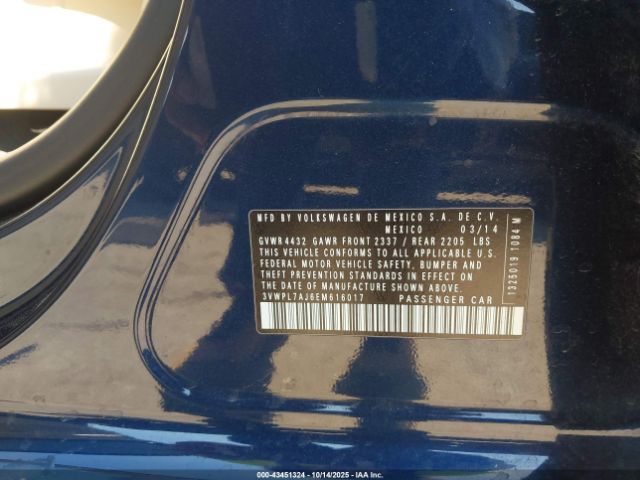 MFD BY VOLKSWAGEN DE MEXICO S.A. DE C.V.
MEXICO 03/14
GVWR4432 GAWR FRONT 2337 / REAR 2205 LBS
THIS VEHICLE CONFORMS TO ALL APPLICABLE U.S.
FEDERAL MOTOR VEHICLE SAFETY, BUMPER AND
THEFT PREVENTION STANDARDS IN EFFECT ON
THE DATE OF MANUFACTURE SHOWN ABOVE.
3VWPL7AJ6EM616017 PASSENGER CAR
1325019 1084 M
000-43451324 - 10/14/2025 - IAA Inc.